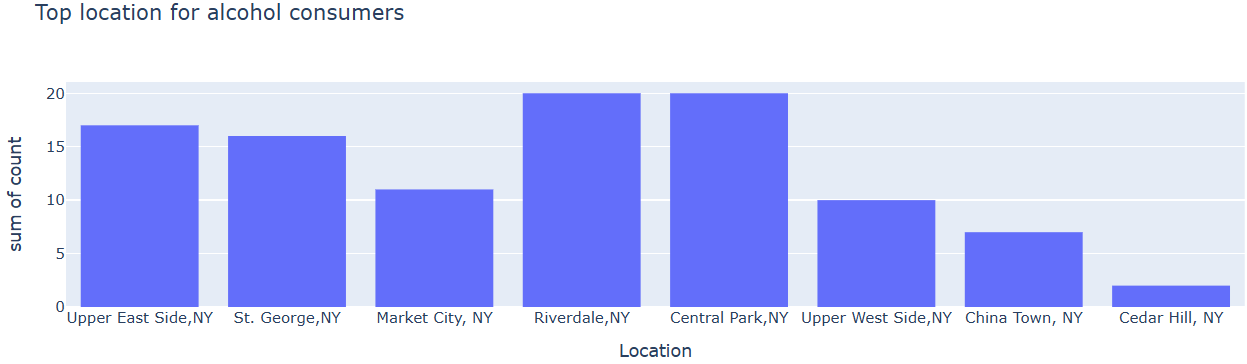 Top location for alcohol consumers
sum of count
20
15
10
5
0
Upper East Side,NY
St. George,NY
Market City, NY
Riverdale,NY
Central Park,NY
Upper West Side,NY
China Town, NY
Cedar Hill, NY
Location